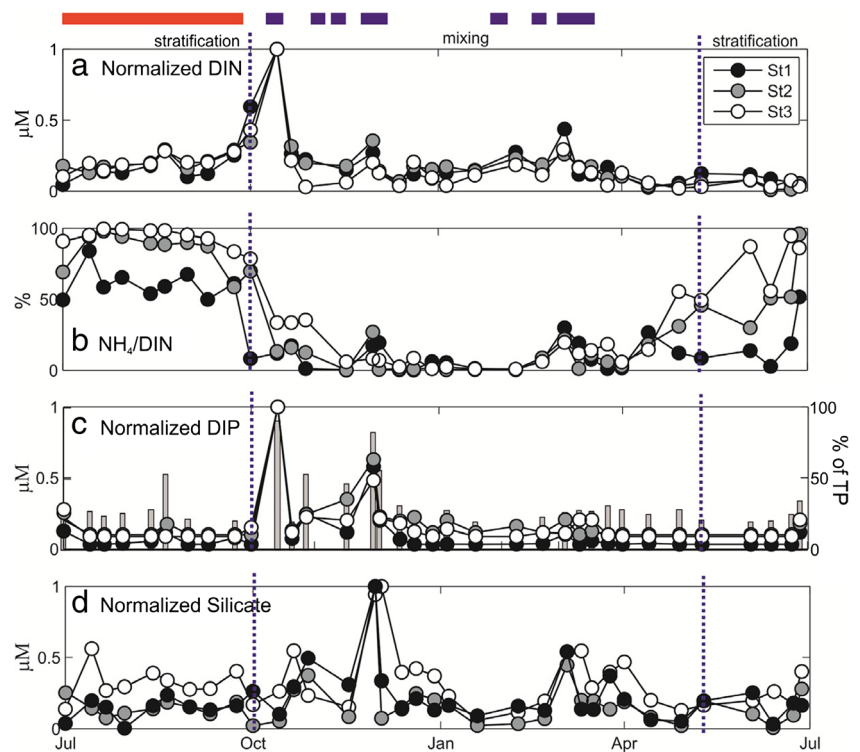 stratification
mixing
stratification
a Normalized DIN
St1
St2
St3
μM
1
0.5
0
b NH4/DIN
%
100
50
0
c Normalized DIP
μM
1
0.5
0
100
50
0
% of TP
d Normalized Silicate
μM
1
0.5
0
Jul
Oct
Jan
Apr
Jul